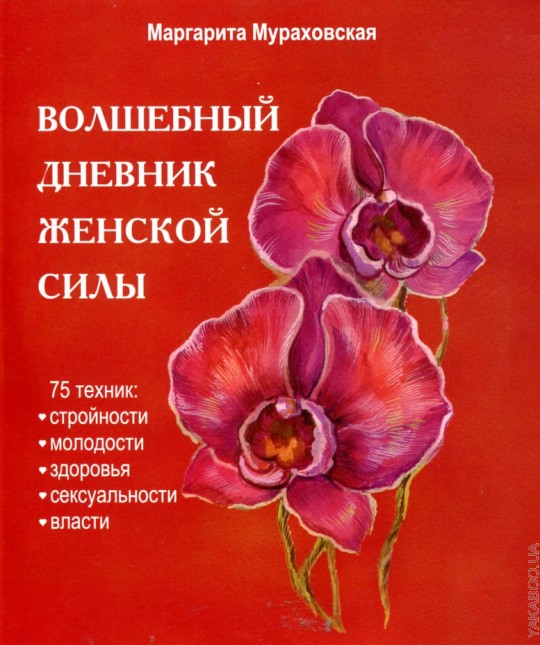 Маргарита Мураховская
ВОЛШЕБНЫЙ
ДНЕВНИК
ЖЕНСКОЙ
СИЛЫ
75 техник:
стройности
молодости
здоровья
сексуальности
власти
YAKABOO.UA